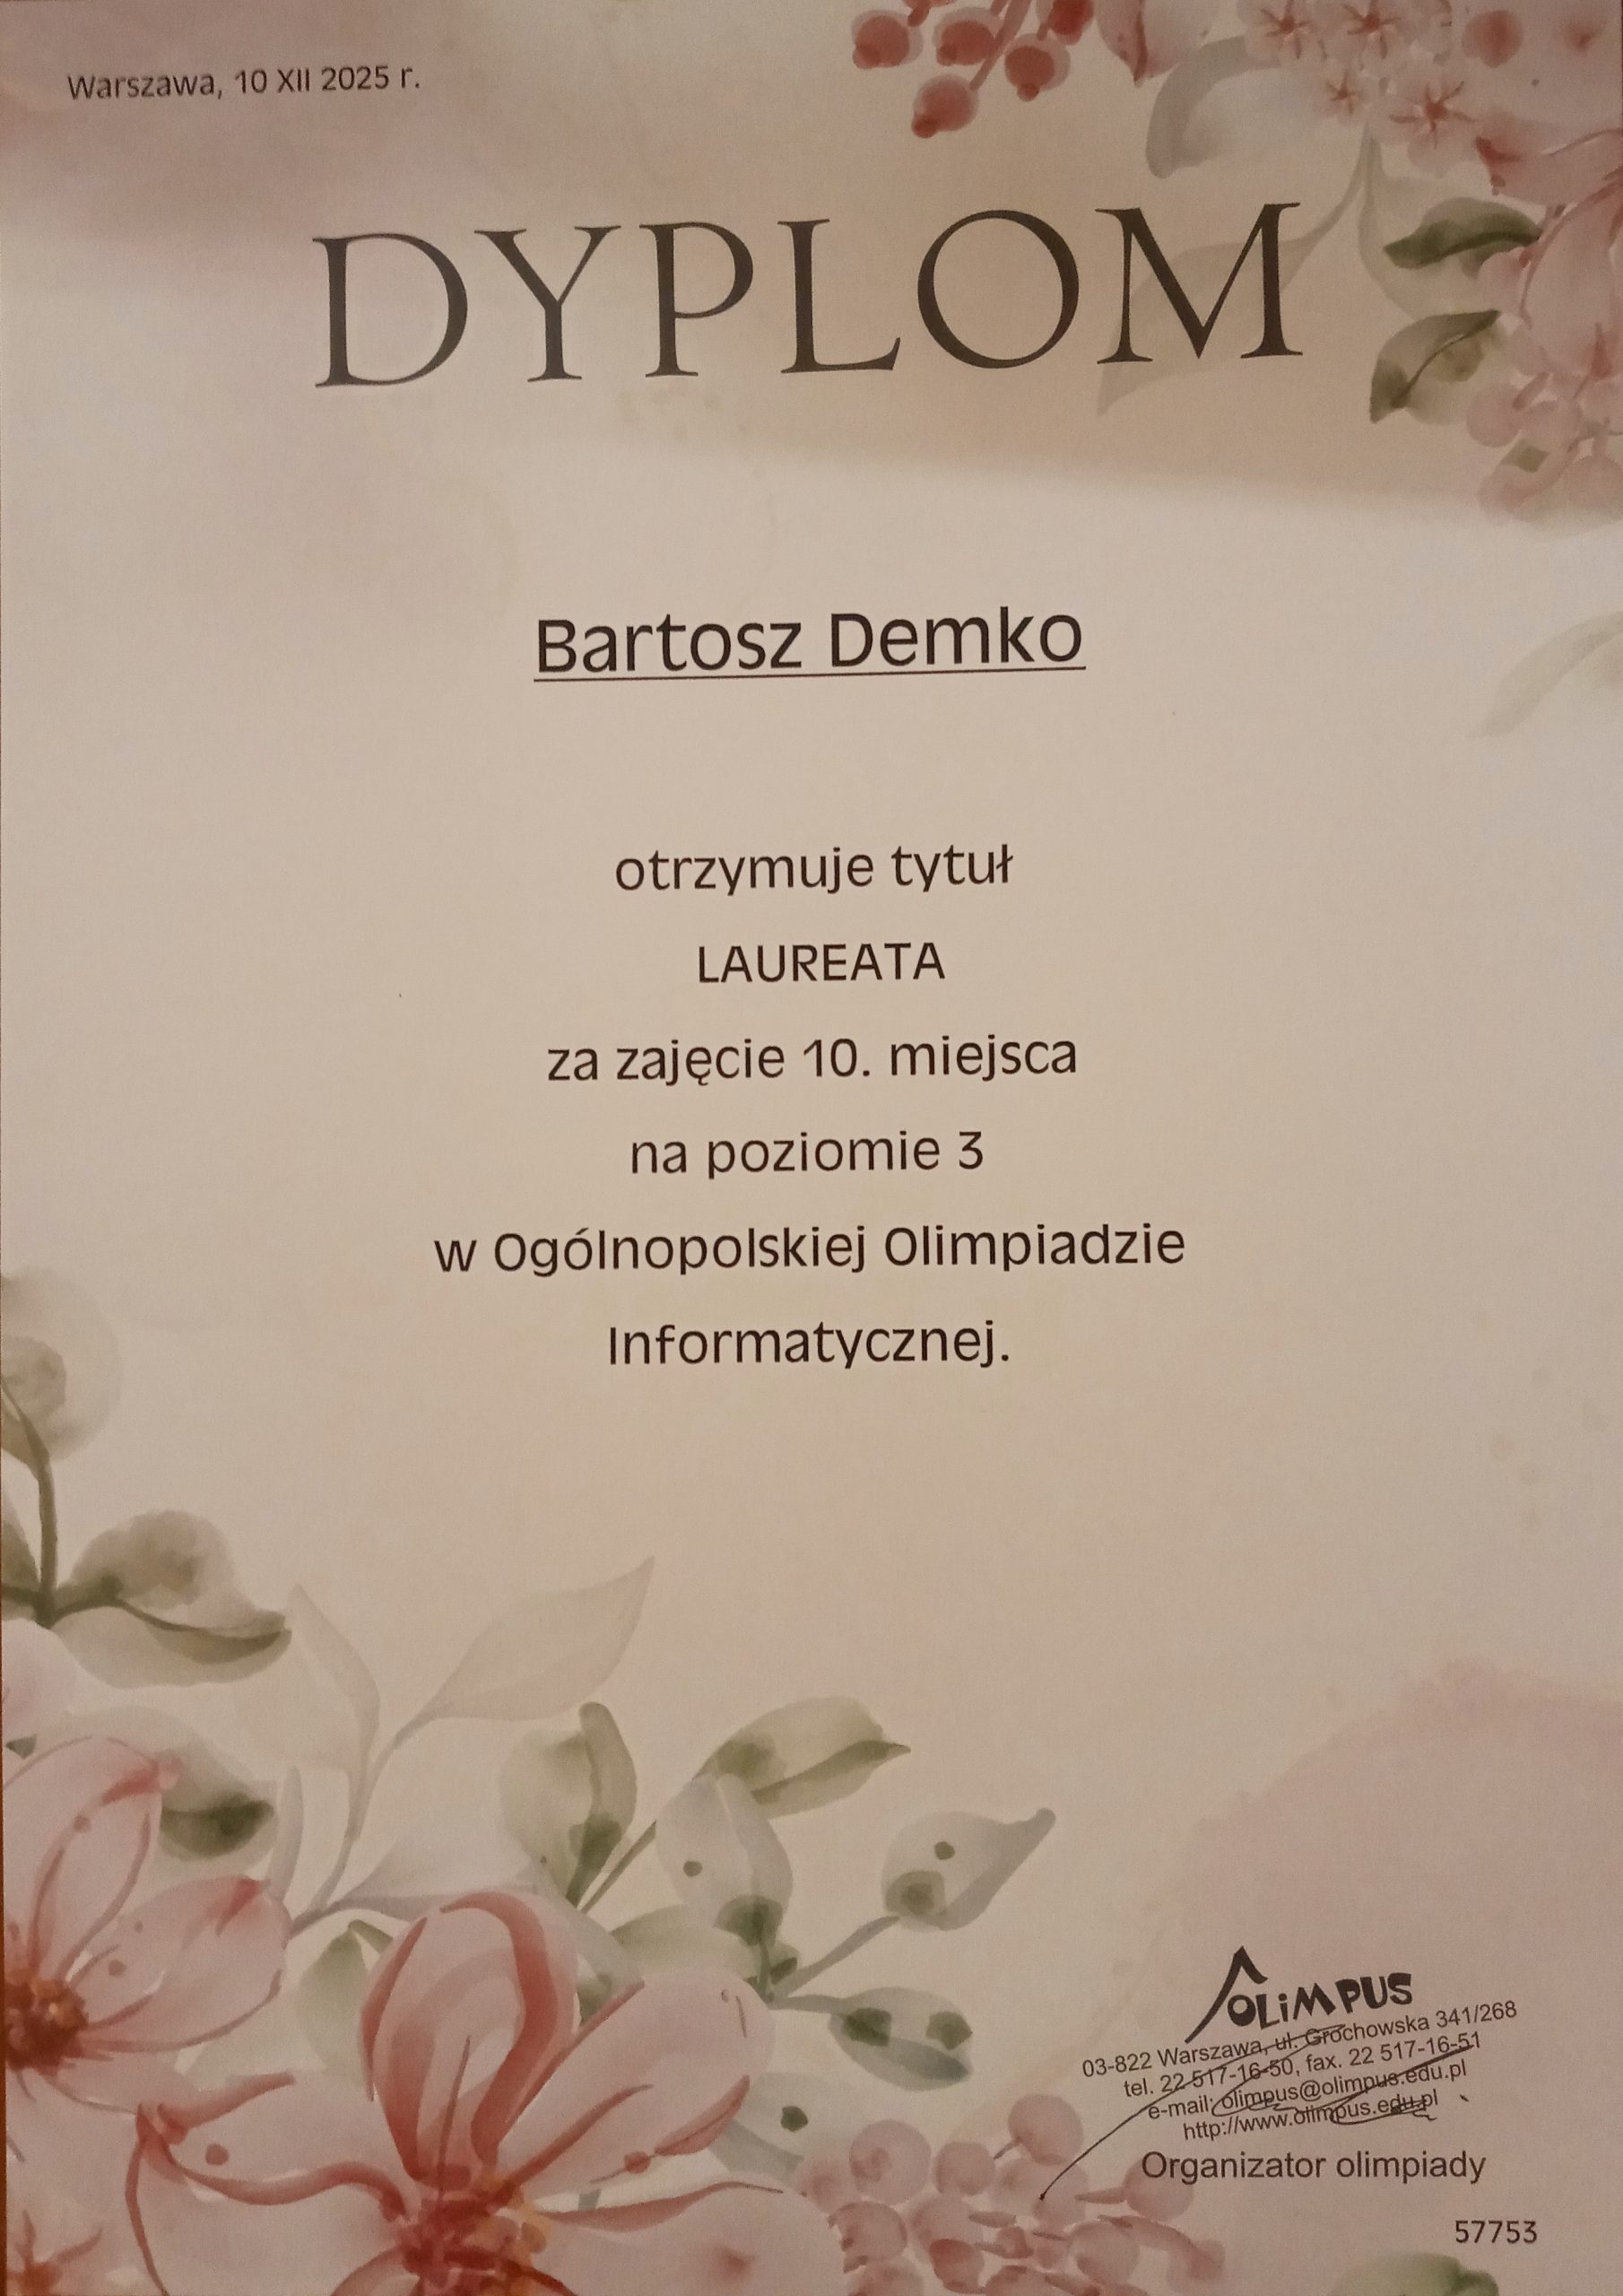 Warszawa, 10 XII 2025 r.
DYPLOM
Bartosz Demko
otrzymuje tytuł
LAUREATA
za zajęcie 10. miejsca
na poziomie 3
w Ogólnopolskiej Olimpiadzie
Informatycznej.
OLiMPUS
03-822 Warszawa, ul. Grochowska 341/268
tel. 22 517-16-50, fax. 22 517-16-51
e-mail: olimpus@olimpus.edu.pl
http://www.olimpus.edu.pl
Organizator olimpiady
57753